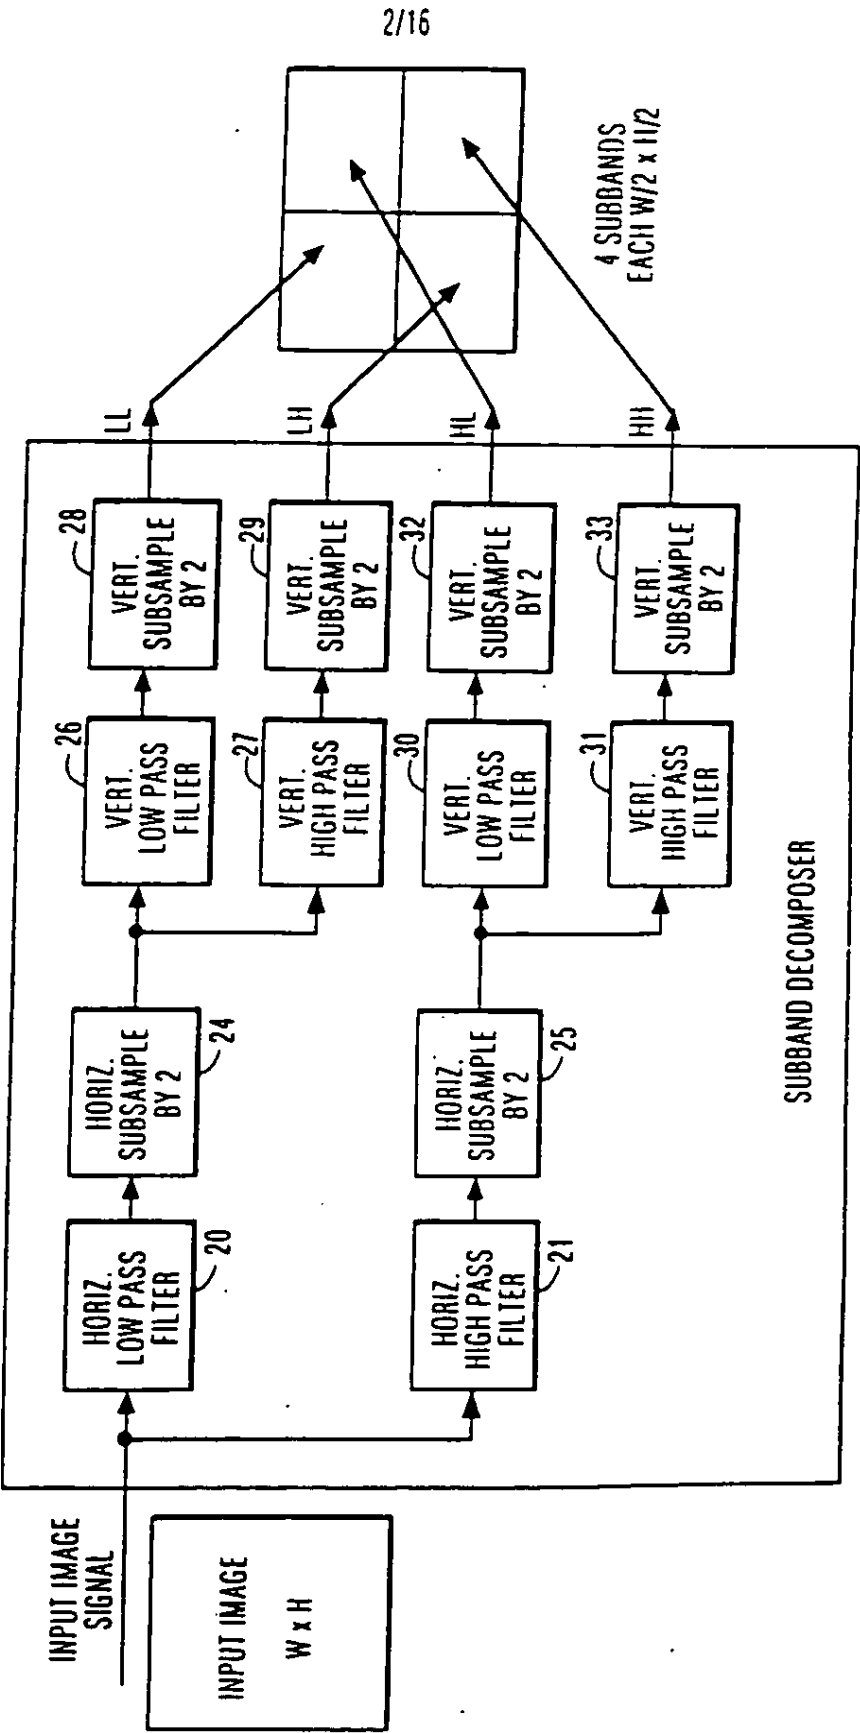 2/16
INPUT IMAGE
SIGNAL
INPUT IMAGE
W x H
HORIZ.
LOW PASS
FILTER
20
HORIZ.
SUBSAMPLE
BY 2
24
VERT.
LOW PASS
FILTER
26
VERT.
SUBSAMPLE
BY 2
28
LL
VERT.
HIGH PASS
FILTER
27
VERT.
SUBSAMPLE
BY 2
29
LH
HORIZ.
HIGH PASS
FILTER
21
HORIZ.
SUBSAMPLE
BY 2
25
VERT.
LOW PASS
FILTER
30
VERT.
SUBSAMPLE
BY 2
32
HL
VERT.
HIGH PASS
FILTER
31
VERT.
SUBSAMPLE
BY 2
33
HH
4 SUBBANDS
EACH W/2 x H/2
SUBBAND DECOMPOSER